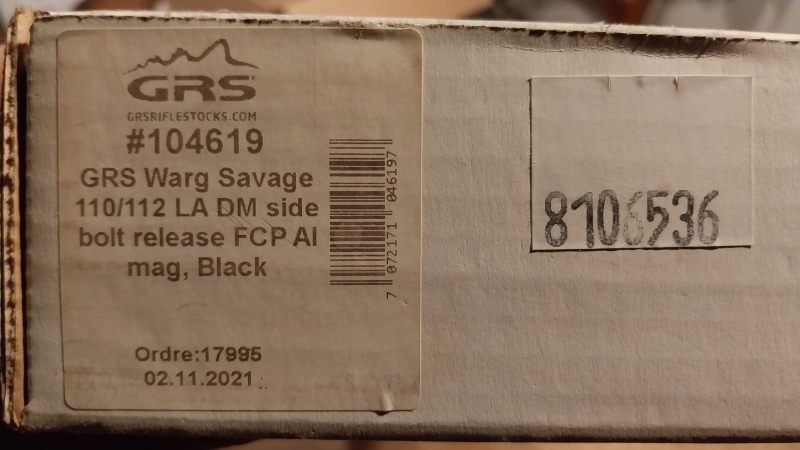 GRS
GRSRIFLESTOCKS.COM
#104619
GRS Warg Savage
110/112 LA DM side
bolt release FCP AI
mag, Black
Ordre:17995
02.11.2021
7 072171 046197
8106536